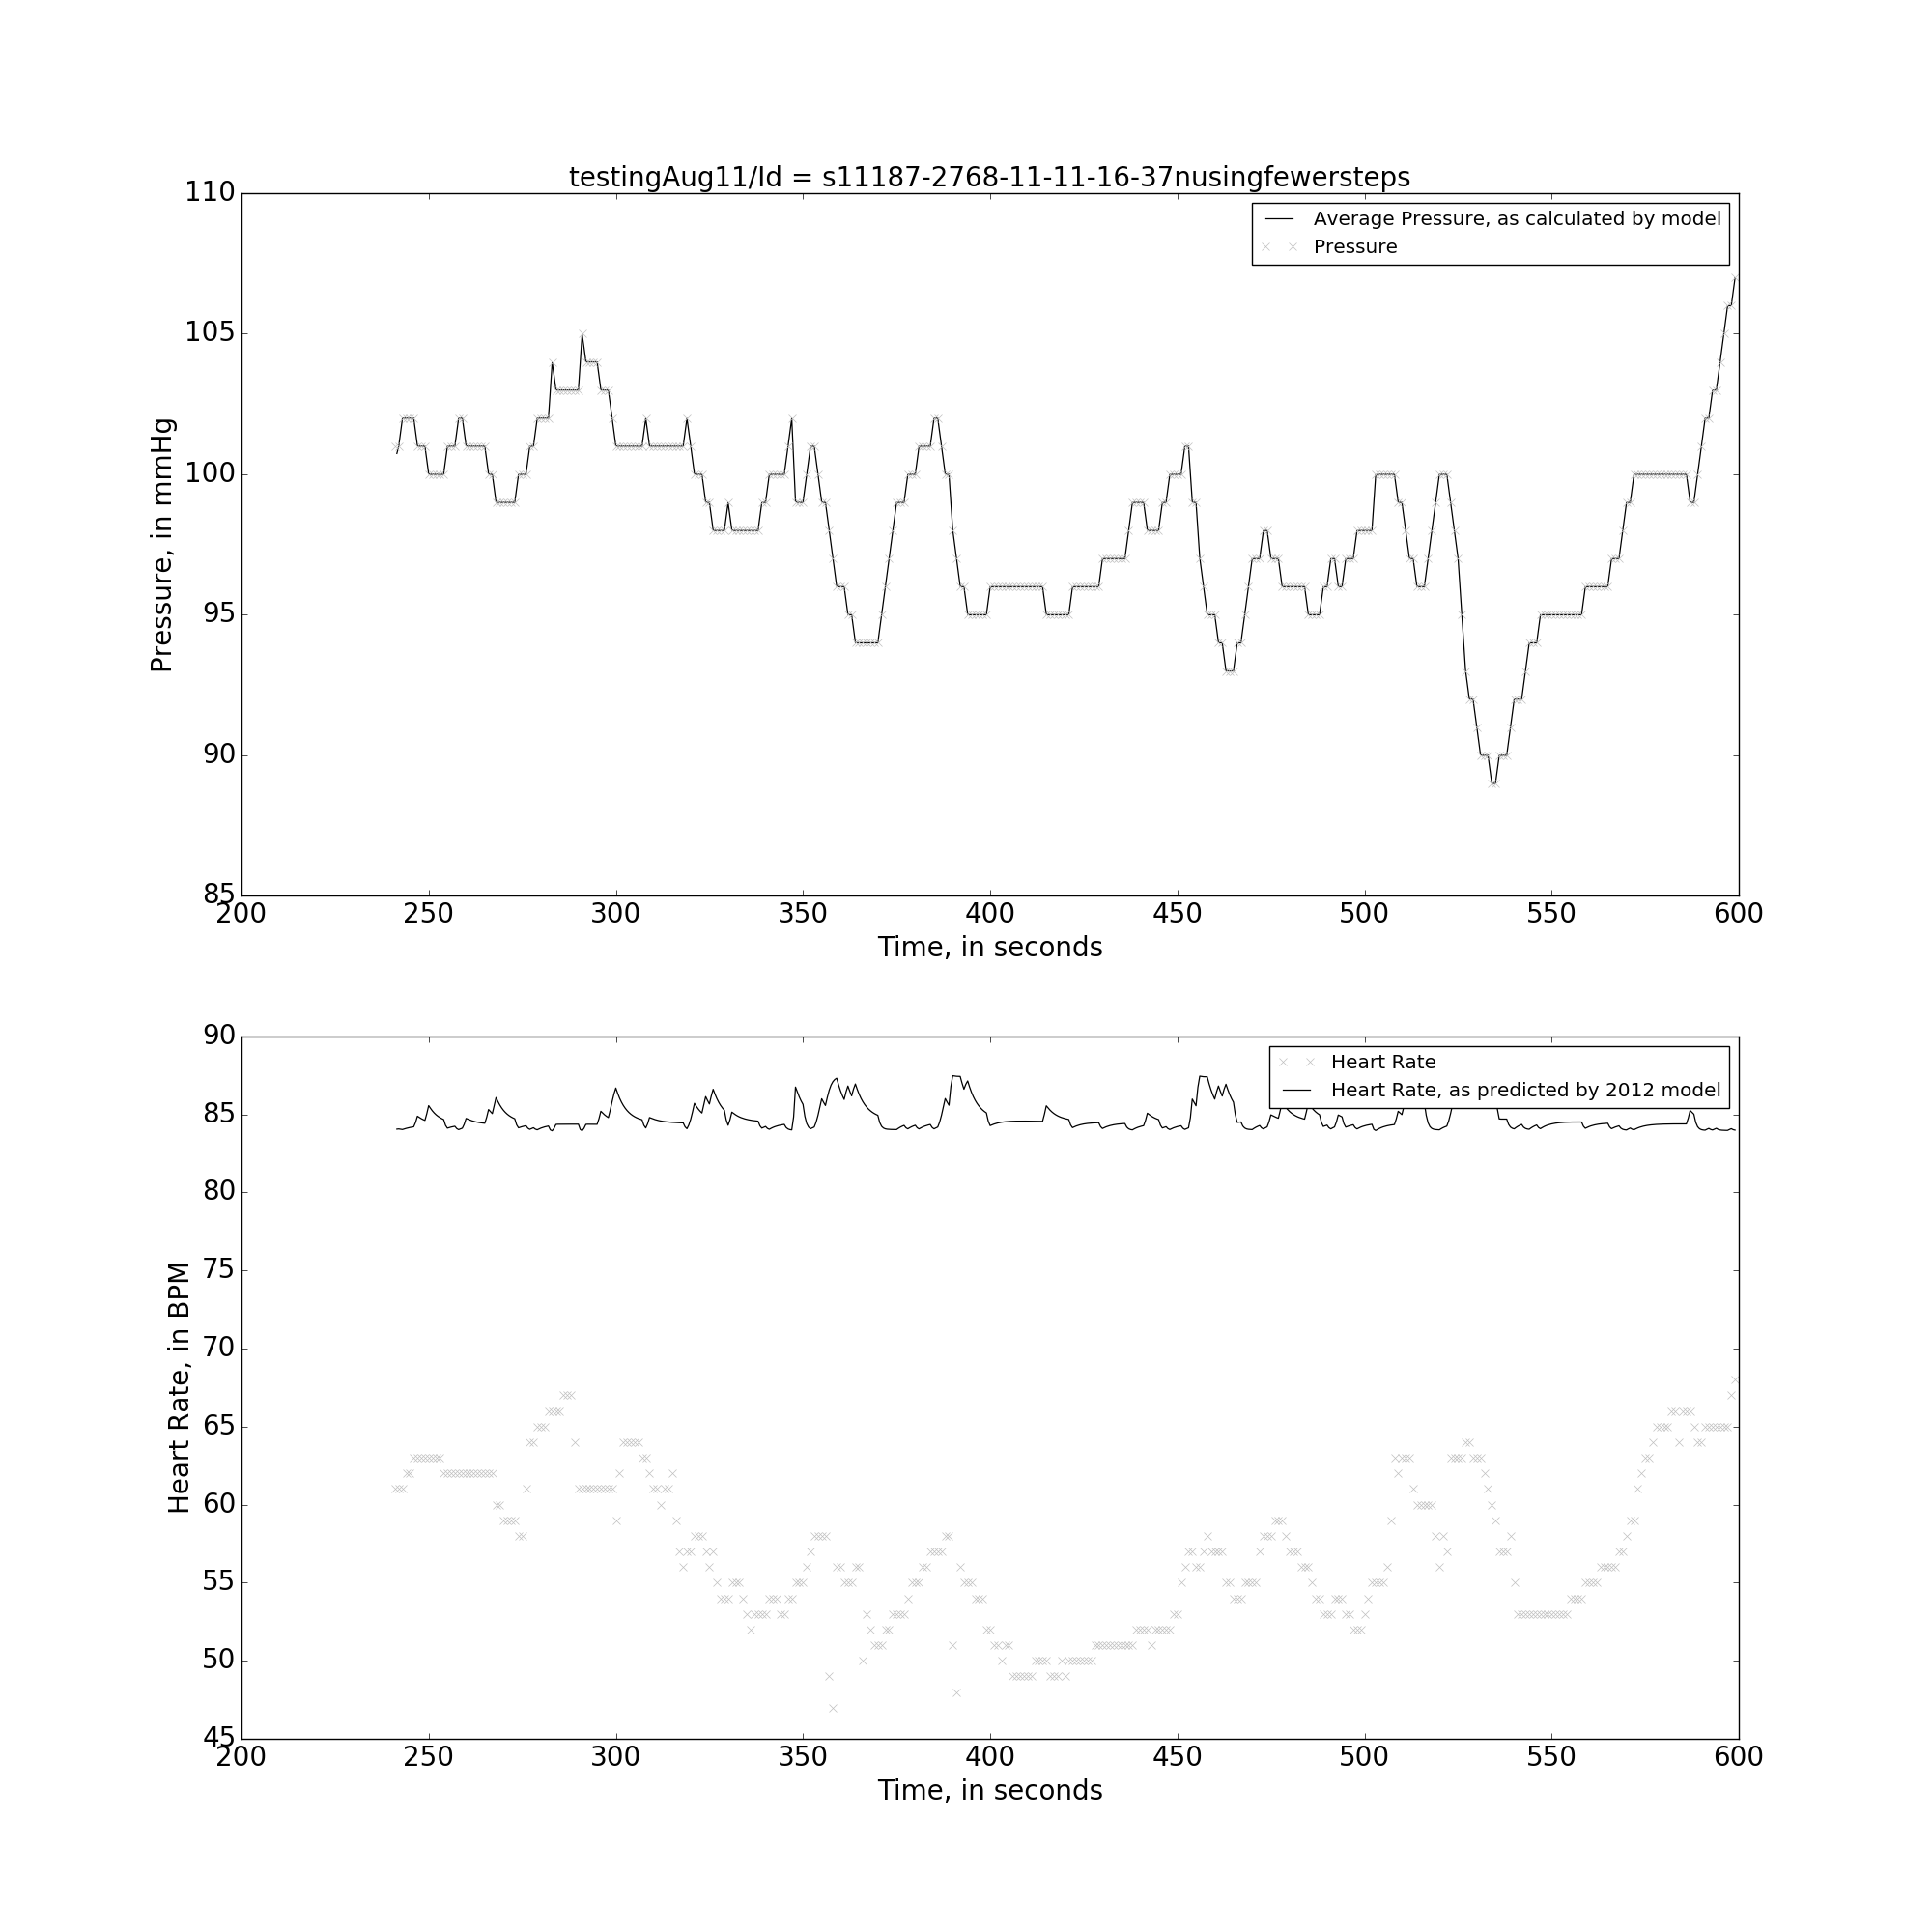 testingAug11/Id = s11187-2768-11-11-16-37nusingfewersteps
110
105
100
95
90
85
Pressure, in mmHg
Average Pressure, as calculated by model
Pressure
200 250 300 350 400 450 500 550 600
Time, in seconds
90
85
80
75
70
65
60
55
50
45
Heart Rate, in BPM
Heart Rate
Heart Rate, as predicted by 2012 model
200 250 300 350 400 450 500 550 600
Time, in seconds